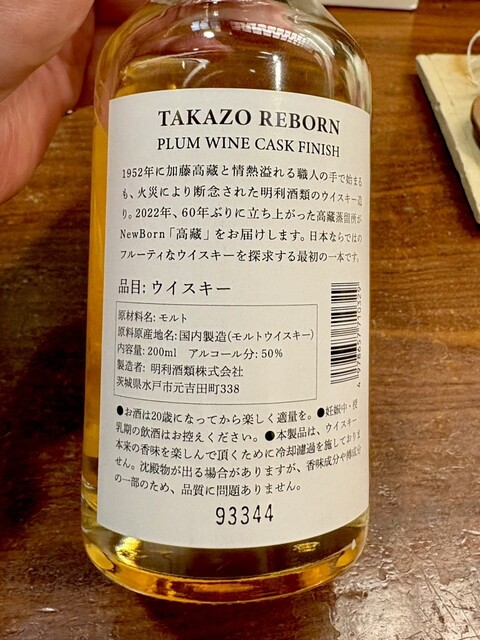 TAKAZO REBORN
PLUM WINE CASK FINISH
1952年に加藤高藏と情熱溢れる職人の手で始まる
も、火災により断念された明利酒類のウイスキー造
り。2022年、60年ぶりに立ち上がった高藏蒸留所が
NewBorn「高藏」をお届けします。日本ならではの
フルーティなウイスキーを探求する最初の一本です。
品目: ウイスキー
原材料名: モルト
原料原産地名: 国内製造(モルトウイスキー)
内容量: 200ml アルコール分: 50%
製造者: 明利酒類株式会社
茨城県水戸市元吉田町338
●お酒は20歳になってから楽しく適量を。●妊娠中・授
乳期の飲酒はお控えください。●本製品は、ウイスキー
本来の香味を楽しんで頂くために冷却濾過を施しておりま
せん。沈殿物が出る場合がありますが、香味成分や樽成分
の一部のため、品質に問題ありません。
93344